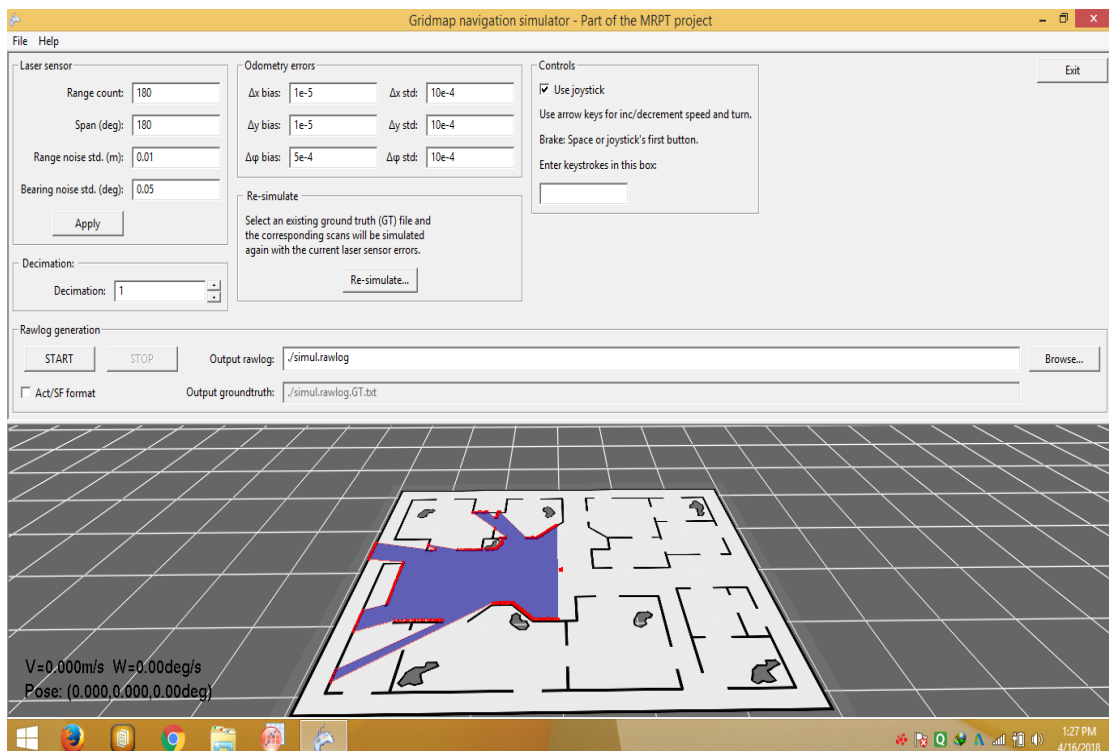 Gridmap navigation simulator - Part of the MRPT project
File Help
Laser sensor
Range count: 180
Span (deg): 180
Range noise std. (m): 0.01
Bearing noise std. (deg): 0.05
Apply
Decimation:
Decimation: 1
Odometry errors
Δx bias: 1e-5 Δx std: 10e-4
Δy bias: 1e-5 Δy std: 10e-4
Δφ bias: 5e-4 Δφ std: 10e-4
Re-simulate
Select an existing ground truth (GT) file and
the corresponding scans will be simulated
again with the current laser sensor errors.
Re-simulate...
Controls
Use joystick
Use arrow keys for inc/decrement speed and turn.
Brake: Space or joystick's first button.
Enter keystrokes in this box:
Exit
Rawlog generation
START STOP Output rawlog: ./simul.rawlog Browse...
Act/SF format Output groundtruth: ./simul.rawlog.GT.txt
V=0.000m/s W=0.00deg/s
Pose: (0.000,0.000,0.00deg)
1:27 PM
4/16/2018